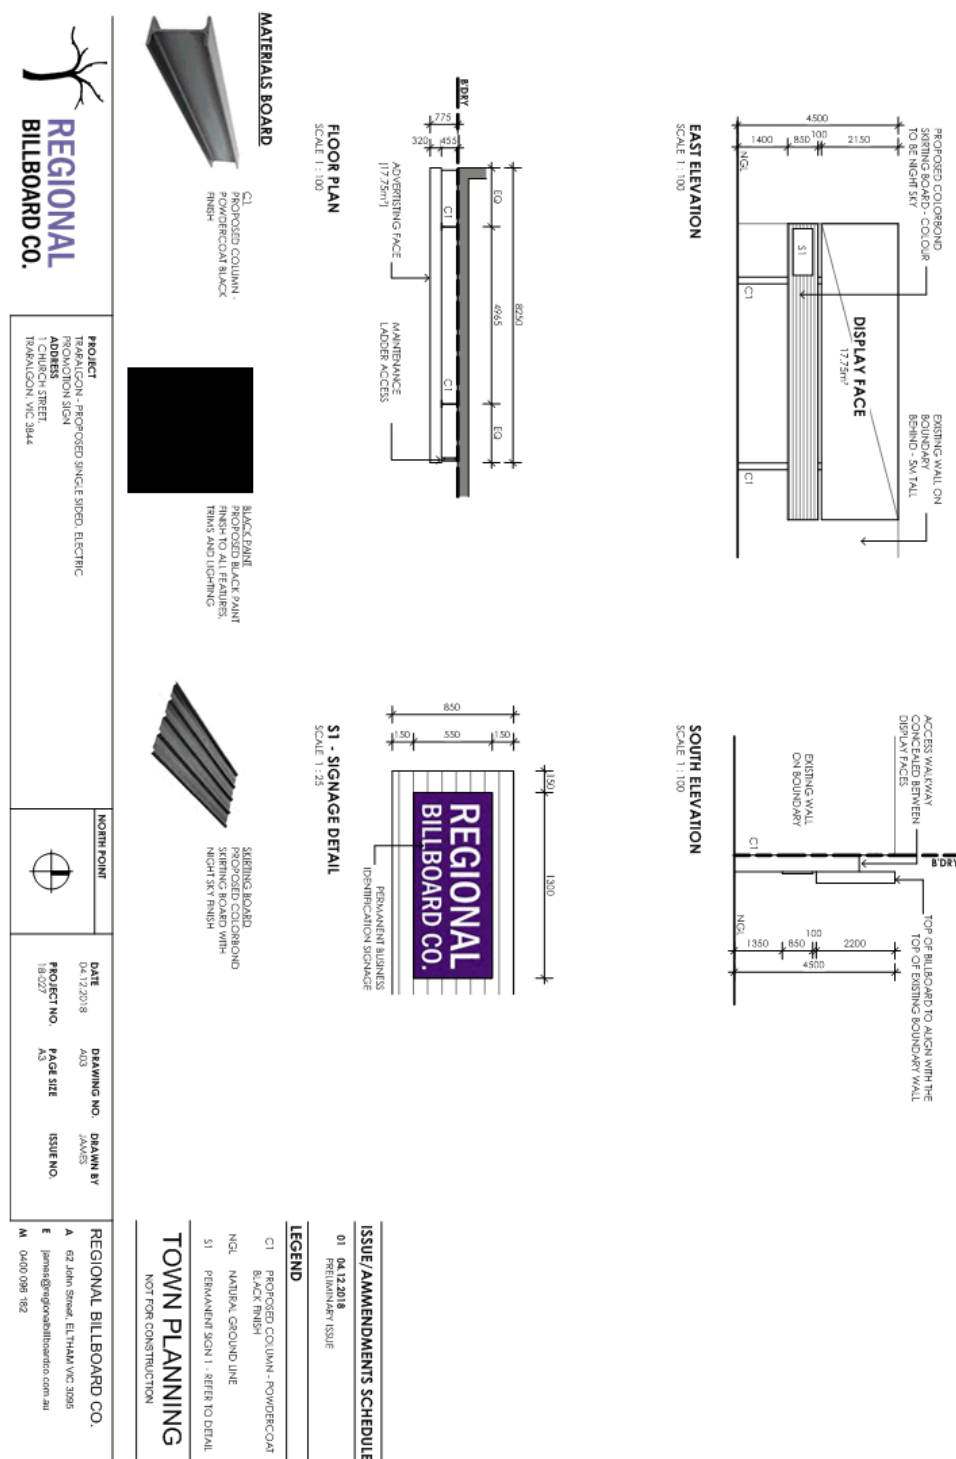 EAST ELEVATION
SCALE 1 : 100
PROPOSED COLORBOND
SKIRTING BOARD - COLOUR
TO BE NIGHT SKY
4500
1400
850
100
2150
NGL
S1
C1
C1
DISPLAY FACE
17.75m²
EXISTING WALL ON
BOUNDARY
BEHIND - 5M TALL
SOUTH ELEVATION
SCALE 1 : 100
ACCESS WALKWAY
CONCEALED BETWEEN
DISPLAY FACES
EXISTING WALL
ON BOUNDARY
C1
B'DRY
NGL
1350
850
100
2200
4500
TOP OF BILLBOARD TO ALIGN WITH THE
TOP OF EXISTING BOUNDARY WALL
FLOOR PLAN
SCALE 1 : 100
B'DRY
775
320
455
8250
EQ
4965
EQ
C1
C1
ADVERTISTING FACE
(17.75m²)
MAINTENANCE
LADDER ACCESS
S1 - SIGNAGE DETAIL
SCALE 1 : 25
850
150
550
150
150
1300
REGIONAL
BILLBOARD CO.
PERMANENT BUSINESS
IDENTIFICATION SIGNAGE
MATERIALS BOARD
C1
PROPOSED COLUMN -
POWDERCOAT BLACK
FINISH
BLACK PAINT
PROPOSED BLACK PAINT
FINISH TO ALL FEATURES,
TRIMS AND LIGHTING
SKIRTING BOARD
PROPOSED COLORBOND
SKIRTING BOARD WITH
NIGHT SKY FINISH
ISSUE/AMMENDMENTS SCHEDULE
01 04.12.2018
PRELIMINARY ISSUE
LEGEND
C1 PROPOSED COLUMN - POWDERCOAT
BLACK FINISH
NGL NATURAL GROUND LINE
S1 PERMANENT SIGN 1 - REFER TO DETAIL
TOWN PLANNING
NOT FOR CONSTRUCTION
REGIONAL
BILLBOARD CO.
PROJECT
TRARALGON - PROPOSED SINGLE SIDED, ELECTRIC
PROMOTION SIGN
ADDRESS
1 CHURCH STREET,
TRARALGON, VIC 3844
NORTH POINT
DATE
04.12.2018
DRAWING NO.
A03
DRAWN BY
JAMES
PROJECT NO.
18-027
PAGE SIZE
A3
ISSUE NO.
REGIONAL BILLBOARD CO.
A 62 John Street, ELTHAM VIC 3095
E james@regionalbillboardco.com.au
M 0400 096 182